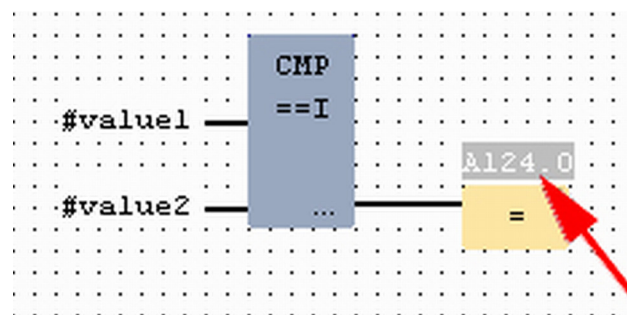 CMP
==I
#value1
A124.0
#value2
...
=